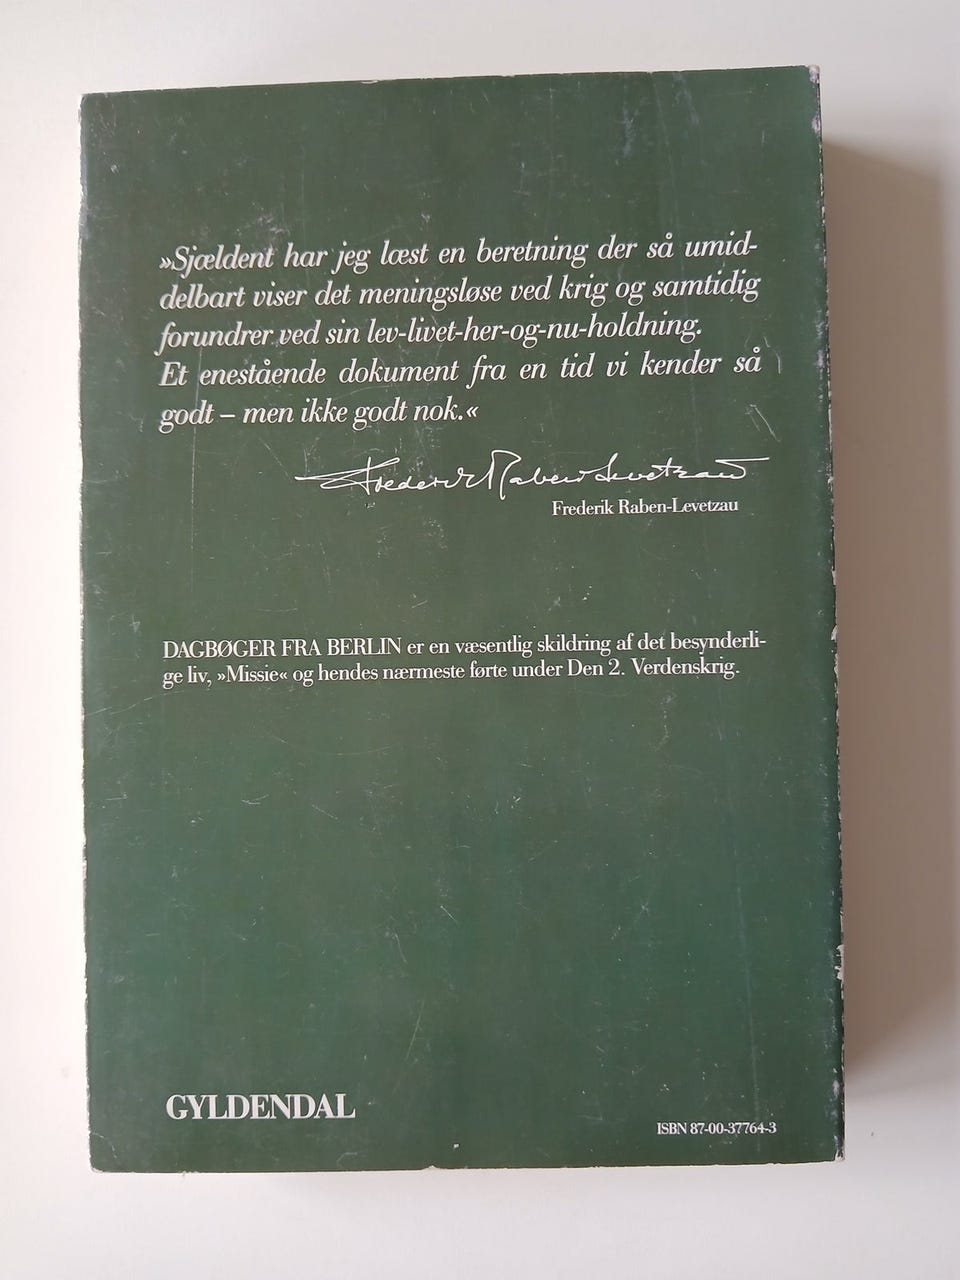 »Sjældent har jeg læst en beretning der så umid-
delbart viser det meningsløse ved krig og samtidig
forundrer ved sin lev-livet-her-og-nu-holdning.
Et enestående dokument fra en tid vi kender så
godt – men ikke godt nok.«
Frederik Raben-Levetzau
Frederik Raben-Levetzau
DAGBØGER FRA BERLIN er en væsentlig skildring af det besynderli-
ge liv, »Missie« og hendes nærmeste førte under Den 2. Verdenskrig.
GYLDENDAL
ISBN 87-00-37764-3